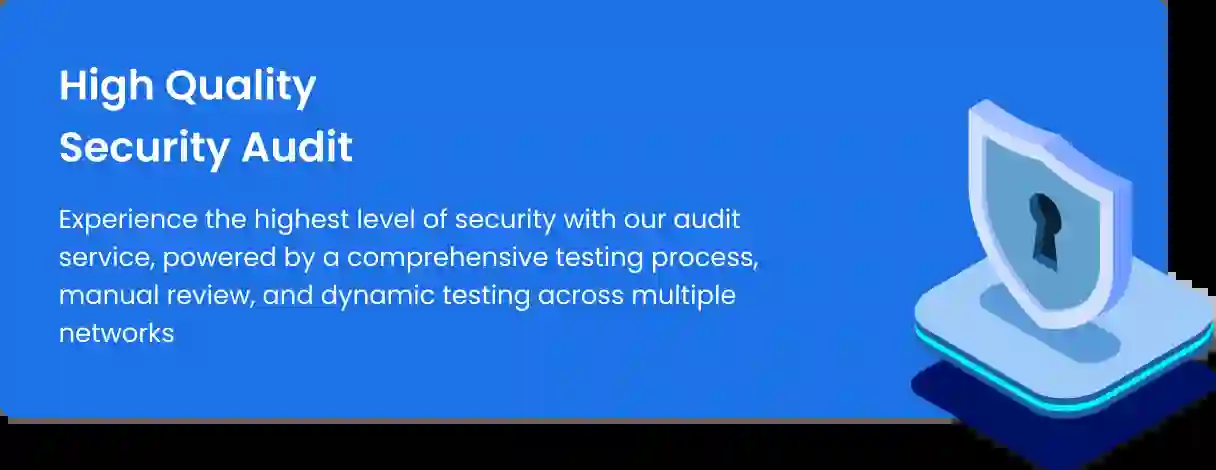 High Quality
Security Audit
Experience the highest level of security with our audit
service, powered by a comprehensive testing process,
manual review, and dynamic testing across multiple
networks